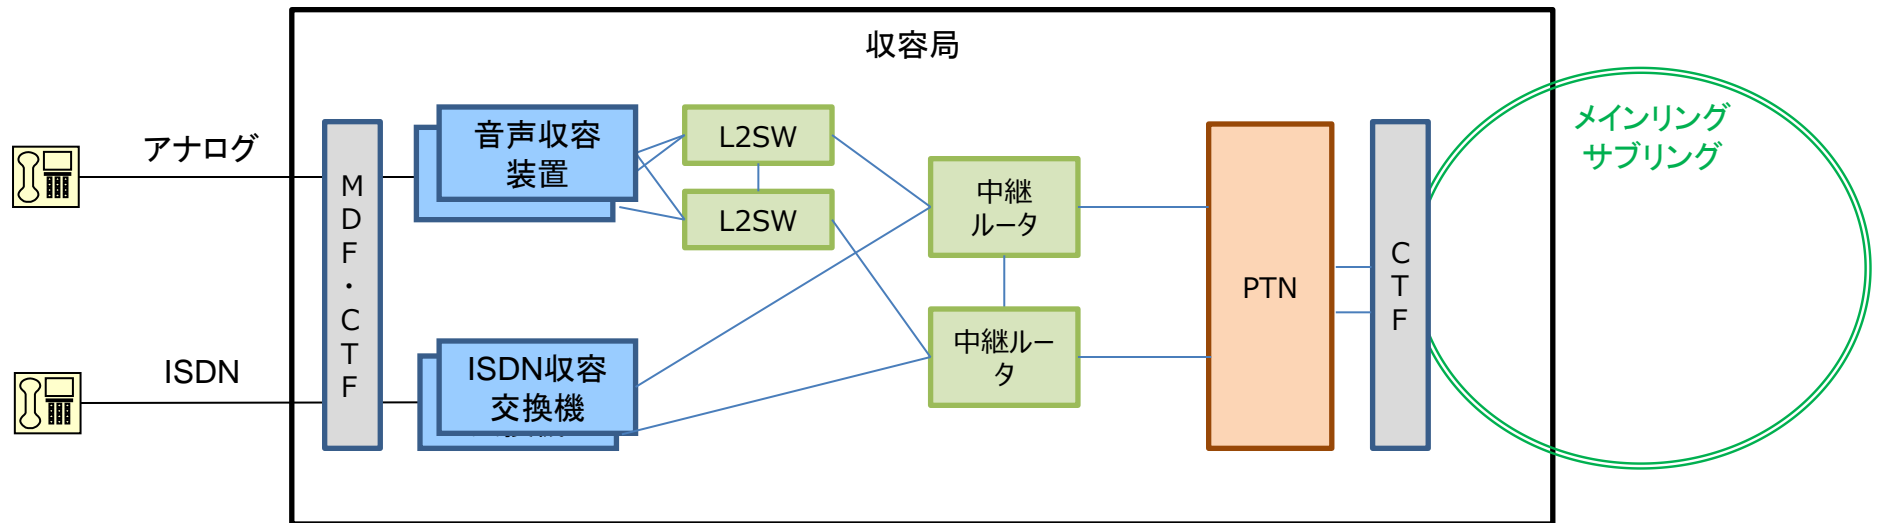 収容局
アナログ
ISDN
M
D
F
・
C
T
F
音声収容
装置
ISDN収容
交換機
L2SW
L2SW
中継
ルータ
中継ルー
タ
PTN
C
T
F
メインリング
サブリング